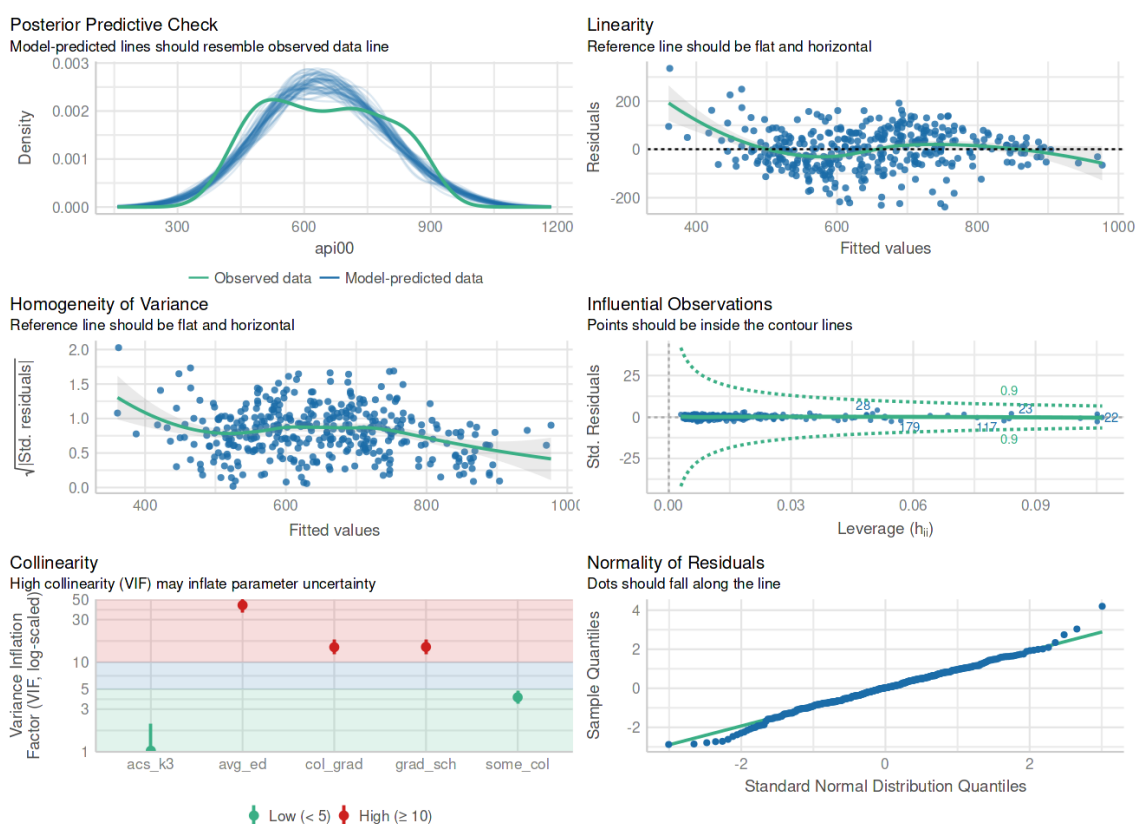 Posterior Predictive Check
Model-predicted lines should resemble observed data line
0.003
0.002
0.001
0.000
Density
300
600
900
1200
api00
Observed data
Model-predicted data
Linearity
Reference line should be flat and horizontal
200
0
-200
Residuals
400
600
800
1000
Fitted values
Homogeneity of Variance
Reference line should be flat and horizontal
2.0
1.5
1.0
0.5
0.0
√|Std. residuals|
400
600
800
1000
Fitted values
Influential Observations
Points should be inside the contour lines
25
0
-25
Std. Residuals
0.9
28
23
22
179
117
0.9
0.00
0.03
0.06
0.09
Leverage (hii)
Collinearity
High collinearity (VIF) may inflate parameter uncertainty
50
30
10
5
3
1
Variance Inflation
Factor (VIF, log-scaled)
acs_k3
avg_ed
col_grad
grad_sch
some_col
Low (< 5)
High (≥ 10)
Normality of Residuals
Dots should fall along the line
4
2
0
-2
Sample Quantiles
-2
0
2
Standard Normal Distribution Quantiles